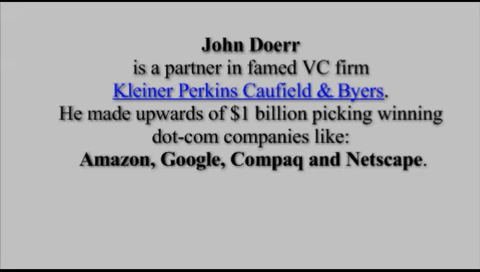 John Doerr
is a partner in famed VC firm
Kleiner Perkins Caufield & Byers.
He made upwards of $1 billion picking winning
dot-com companies like:
Amazon, Google, Compaq and Netscape.